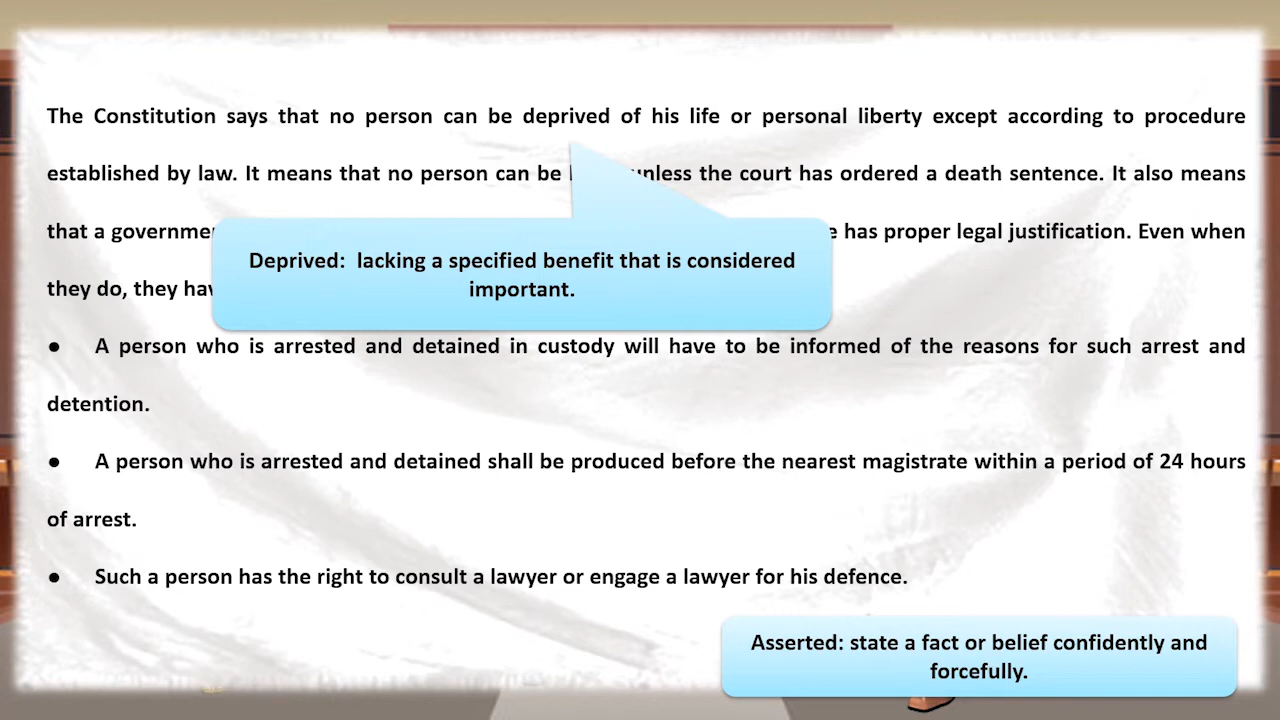 The Constitution says that no person can be deprived of his life or personal liberty except according to procedure
established by law. It means that no person can be unless the court has ordered a death sentence. It also means
that a has proper legal justification. Even when
they do, they
Deprived: lacking a specified benefit that is considered
important.
● A person who is arrested and detained in custody will have to be informed of the reasons for such arrest and
detention.
● A person who is arrested and detained shall be produced before the nearest magistrate within a period of 24 hours
of arrest.
● Such a person has the right to consult a lawyer or engage a lawyer for his defence.
Asserted: state a fact or belief confidently and
forcefully.